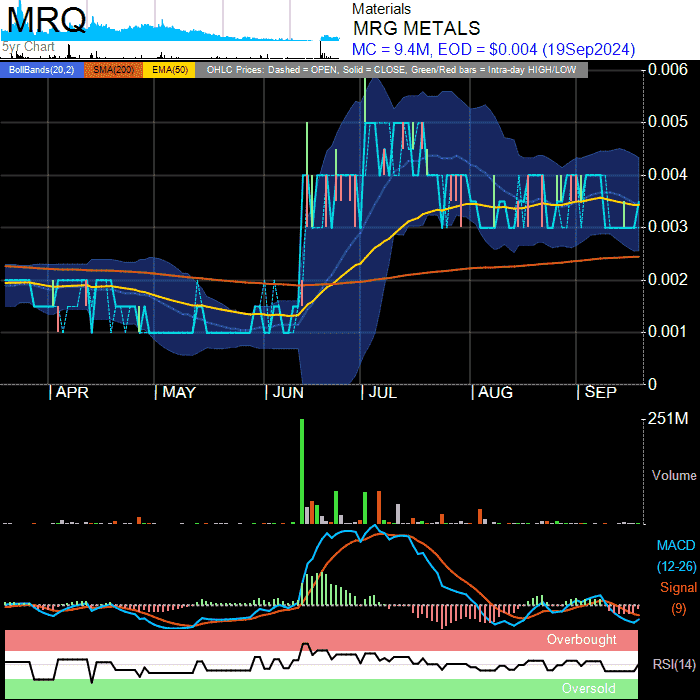 MRQ
5yr Chart
Materials
MRG METALS
MC = 9.4M, EOD = $0.004 (19Sep2024)
BollBands(20,2) SMA(200) EMA(50) OHLC Prices: Dashed = OPEN, Solid = CLOSE, Green/Red bars = Intra-day HIGH/LOW
0.006
0.005
0.004
0.003
0.002
0.001
0
APR MAY JUN JUL AUG SEP
251M
Volume
MACD
(12-26)
Signal
(9)
Overbought
RSI(14)
Oversold